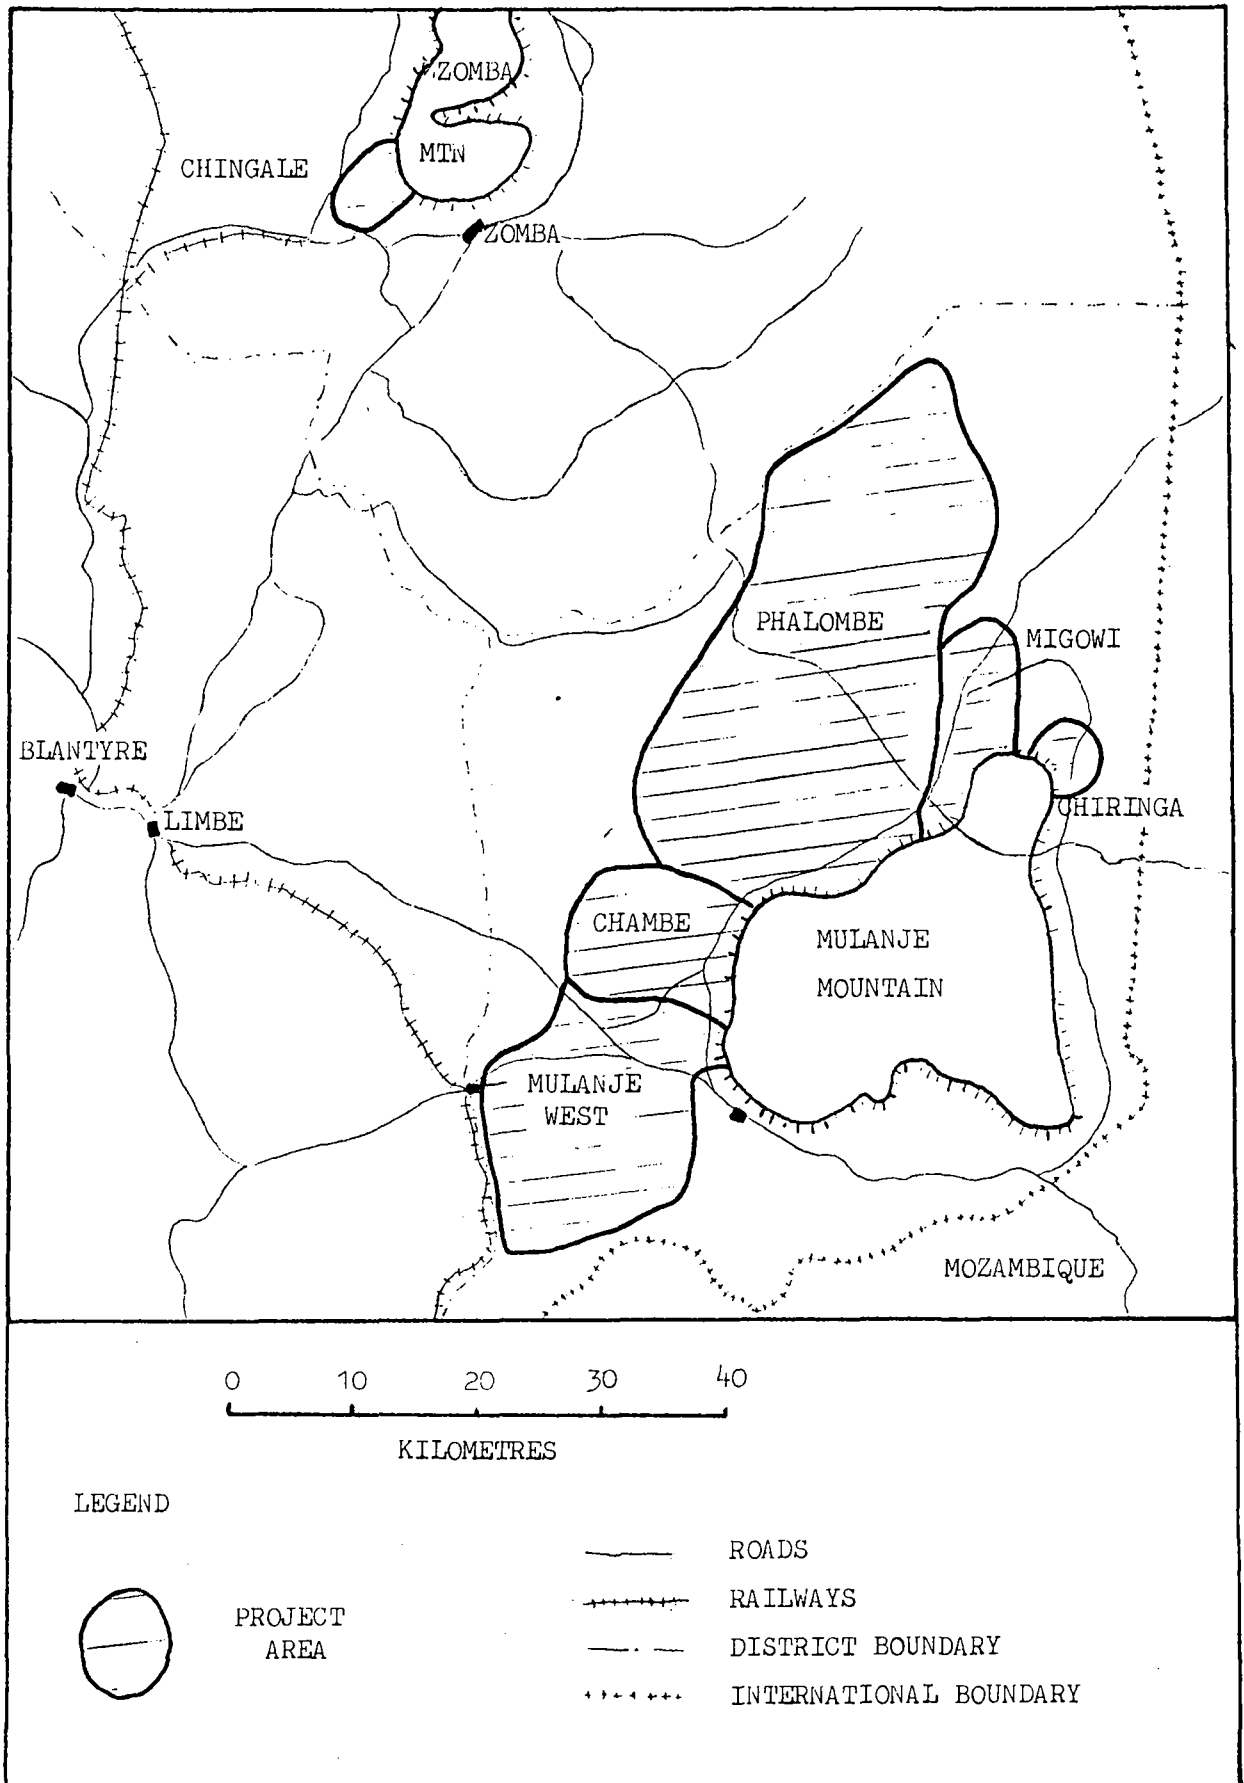 ZOMBA
MTN
CHINGALE
ZOMBA
PHALOMBE
MIGOWI
BLANTYRE
CHIRINGA
LIMBE
CHAMBE
MULANJE
MOUNTAIN
MULANJE
WEST
MOZAMBIQUE
0 10 20 30 40
KILOMETRES
LEGEND
ROADS
RAILWAYS
PROJECT
AREA
DISTRICT BOUNDARY
INTERNATIONAL BOUNDARY